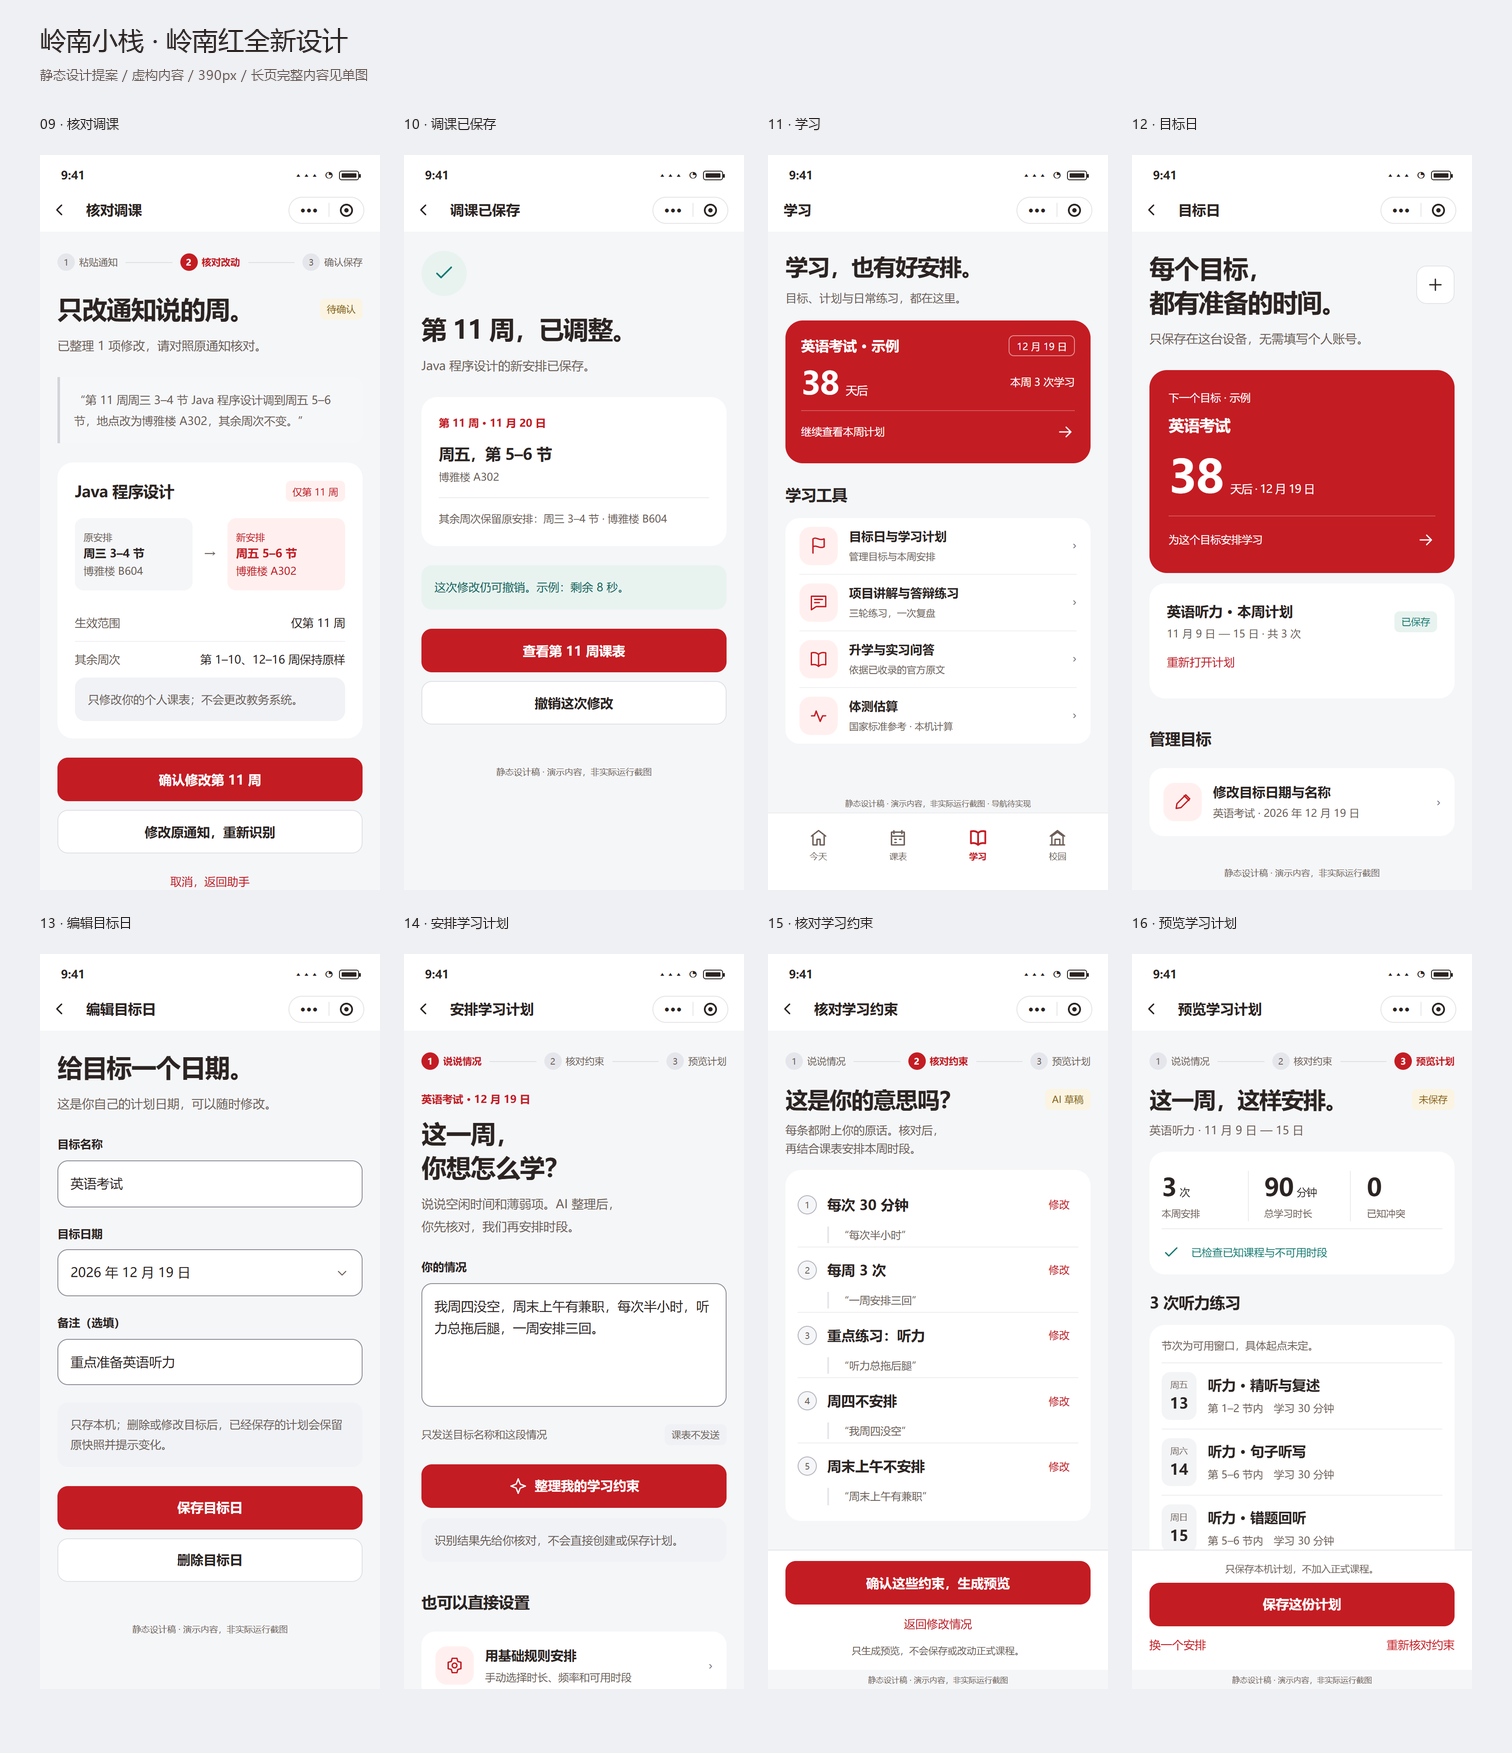 岭南小栈 · 岭南红全新设计
静态设计提案 / 虚构内容 / 390px / 长页完整内容见单图
09 · 核对调课
9:41
核对调课
1 粘贴通知
2 核对改动
3 确认保存
只改通知说的周。
待确认
已整理 1 项修改，请对照原通知核对。
“第 11 周周三 3–4 节 Java 程序设计调到周五 5–6
节，地点改为博雅楼 A302，其余周次不变。”
Java 程序设计
仅第 11 周
原安排
周三 3–4 节
博雅楼 B604
→
新安排
周五 5–6 节
博雅楼 A302
生效范围
仅第 11 周
其余周次
第 1–10、12–16 周保持原样
只修改你的个人课表；不会更改教务系统。
确认修改第 11 周
修改原通知，重新识别
取消，返回助手
10 · 调课已保存
9:41
调课已保存
第 11 周，已调整。
Java 程序设计的新安排已保存。
第 11 周 • 11 月 20 日
周五，第 5–6 节
博雅楼 A302
其余周次保留原安排：周三 3–4 节 · 博雅楼 B604
这次修改仍可撤销。示例：剩余 8 秒。
查看第 11 周课表
撤销这次修改
静态设计稿 · 演示内容，非实际运行截图
11 · 学习
9:41
学习
学习，也有好安排。
目标、计划与日常练习，都在这里。
英语考试 • 示例
12 月 19 日
38 天后
本周 3 次学习
继续查看本周计划
学习工具
目标日与学习计划
管理目标与本周安排
项目讲解与答辩练习
三轮练习，一次复盘
升学与实习问答
依据已收录的官方原文
体测估算
国家标准参考 · 本机计算
静态设计稿 · 演示内容，非实际运行截图 · 导航待实现
今天
课表
学习
校园
12 · 目标日
9:41
目标日
每个目标，
都有准备的时间。
只保存在这台设备，无需填写个人账号。
下一个目标 · 示例
英语考试
38 天后 · 12 月 19 日
为这个目标安排学习
英语听力 • 本周计划
11 月 9 日 — 15 日 · 共 3 次
已保存
重新打开计划
管理目标
修改目标日期与名称
英语考试 · 2026 年 12 月 19 日
静态设计稿 · 演示内容，非实际运行截图
13 · 编辑目标日
9:41
编辑目标日
给目标一个日期。
这是你自己的计划日期，可以随时修改。
目标名称
英语考试
目标日期
2026 年 12 月 19 日
备注（选填）
重点准备英语听力
只存本机；删除或修改目标后，已经保存的计划会保留
原快照并提示变化。
保存目标日
删除目标日
静态设计稿 · 演示内容，非实际运行截图
14 · 安排学习计划
9:41
安排学习计划
1 说说情况
2 核对约束
3 预览计划
英语考试 • 12 月 19 日
这一周，
你想怎么学？
说说空闲时间和薄弱项。AI 整理后，
你先核对，我们再安排时段。
你的情况
我周四没空，周末上午有兼职，每次半小时，听
力总拖后腿，一周安排三回。
只发送目标名称和这段情况
课表不发送
整理我的学习约束
识别结果先给你核对，不会直接创建或保存计划。
也可以直接设置
用基础规则安排
手动选择时长、频率和可用时段
15 · 核对学习约束
9:41
核对学习约束
1 说说情况
2 核对约束
3 预览计划
这是你的意思吗？
AI 草稿
每条都附上你的原话。核对后，
再结合课表安排本周时段。
1 每次 30 分钟 修改
“每次半小时”
2 每周 3 次 修改
“一周安排三回”
3 重点练习：听力 修改
“听力总拖后腿”
4 周四不安排 修改
“我周四没空”
5 周末上午不安排 修改
“周末上午有兼职”
确认这些约束，生成预览
返回修改情况
只生成预览，不会保存或改动正式课程。
静态设计稿 · 演示内容，非实际运行截图
16 · 预览学习计划
9:41
预览学习计划
1 说说情况
2 核对约束
3 预览计划
这一周，这样安排。
未保存
英语听力 · 11 月 9 日 — 15 日
3 次
本周安排
90 分钟
总学习时长
0
已知冲突
已检查已知课程与不可用时段
3 次听力练习
节次为可用窗口，具体起点未定。
周五
13
听力 • 精听与复述
第 1–2 节内 学习 30 分钟
周六
14
听力 • 句子听写
第 5–6 节内 学习 30 分钟
周日
15
听力 • 错题回听
第 5–6 节内 学习 30 分钟
只保存本机计划，不加入正式课程。
保存这份计划
换一个安排
重新核对约束
静态设计稿 · 演示内容，非实际运行截图